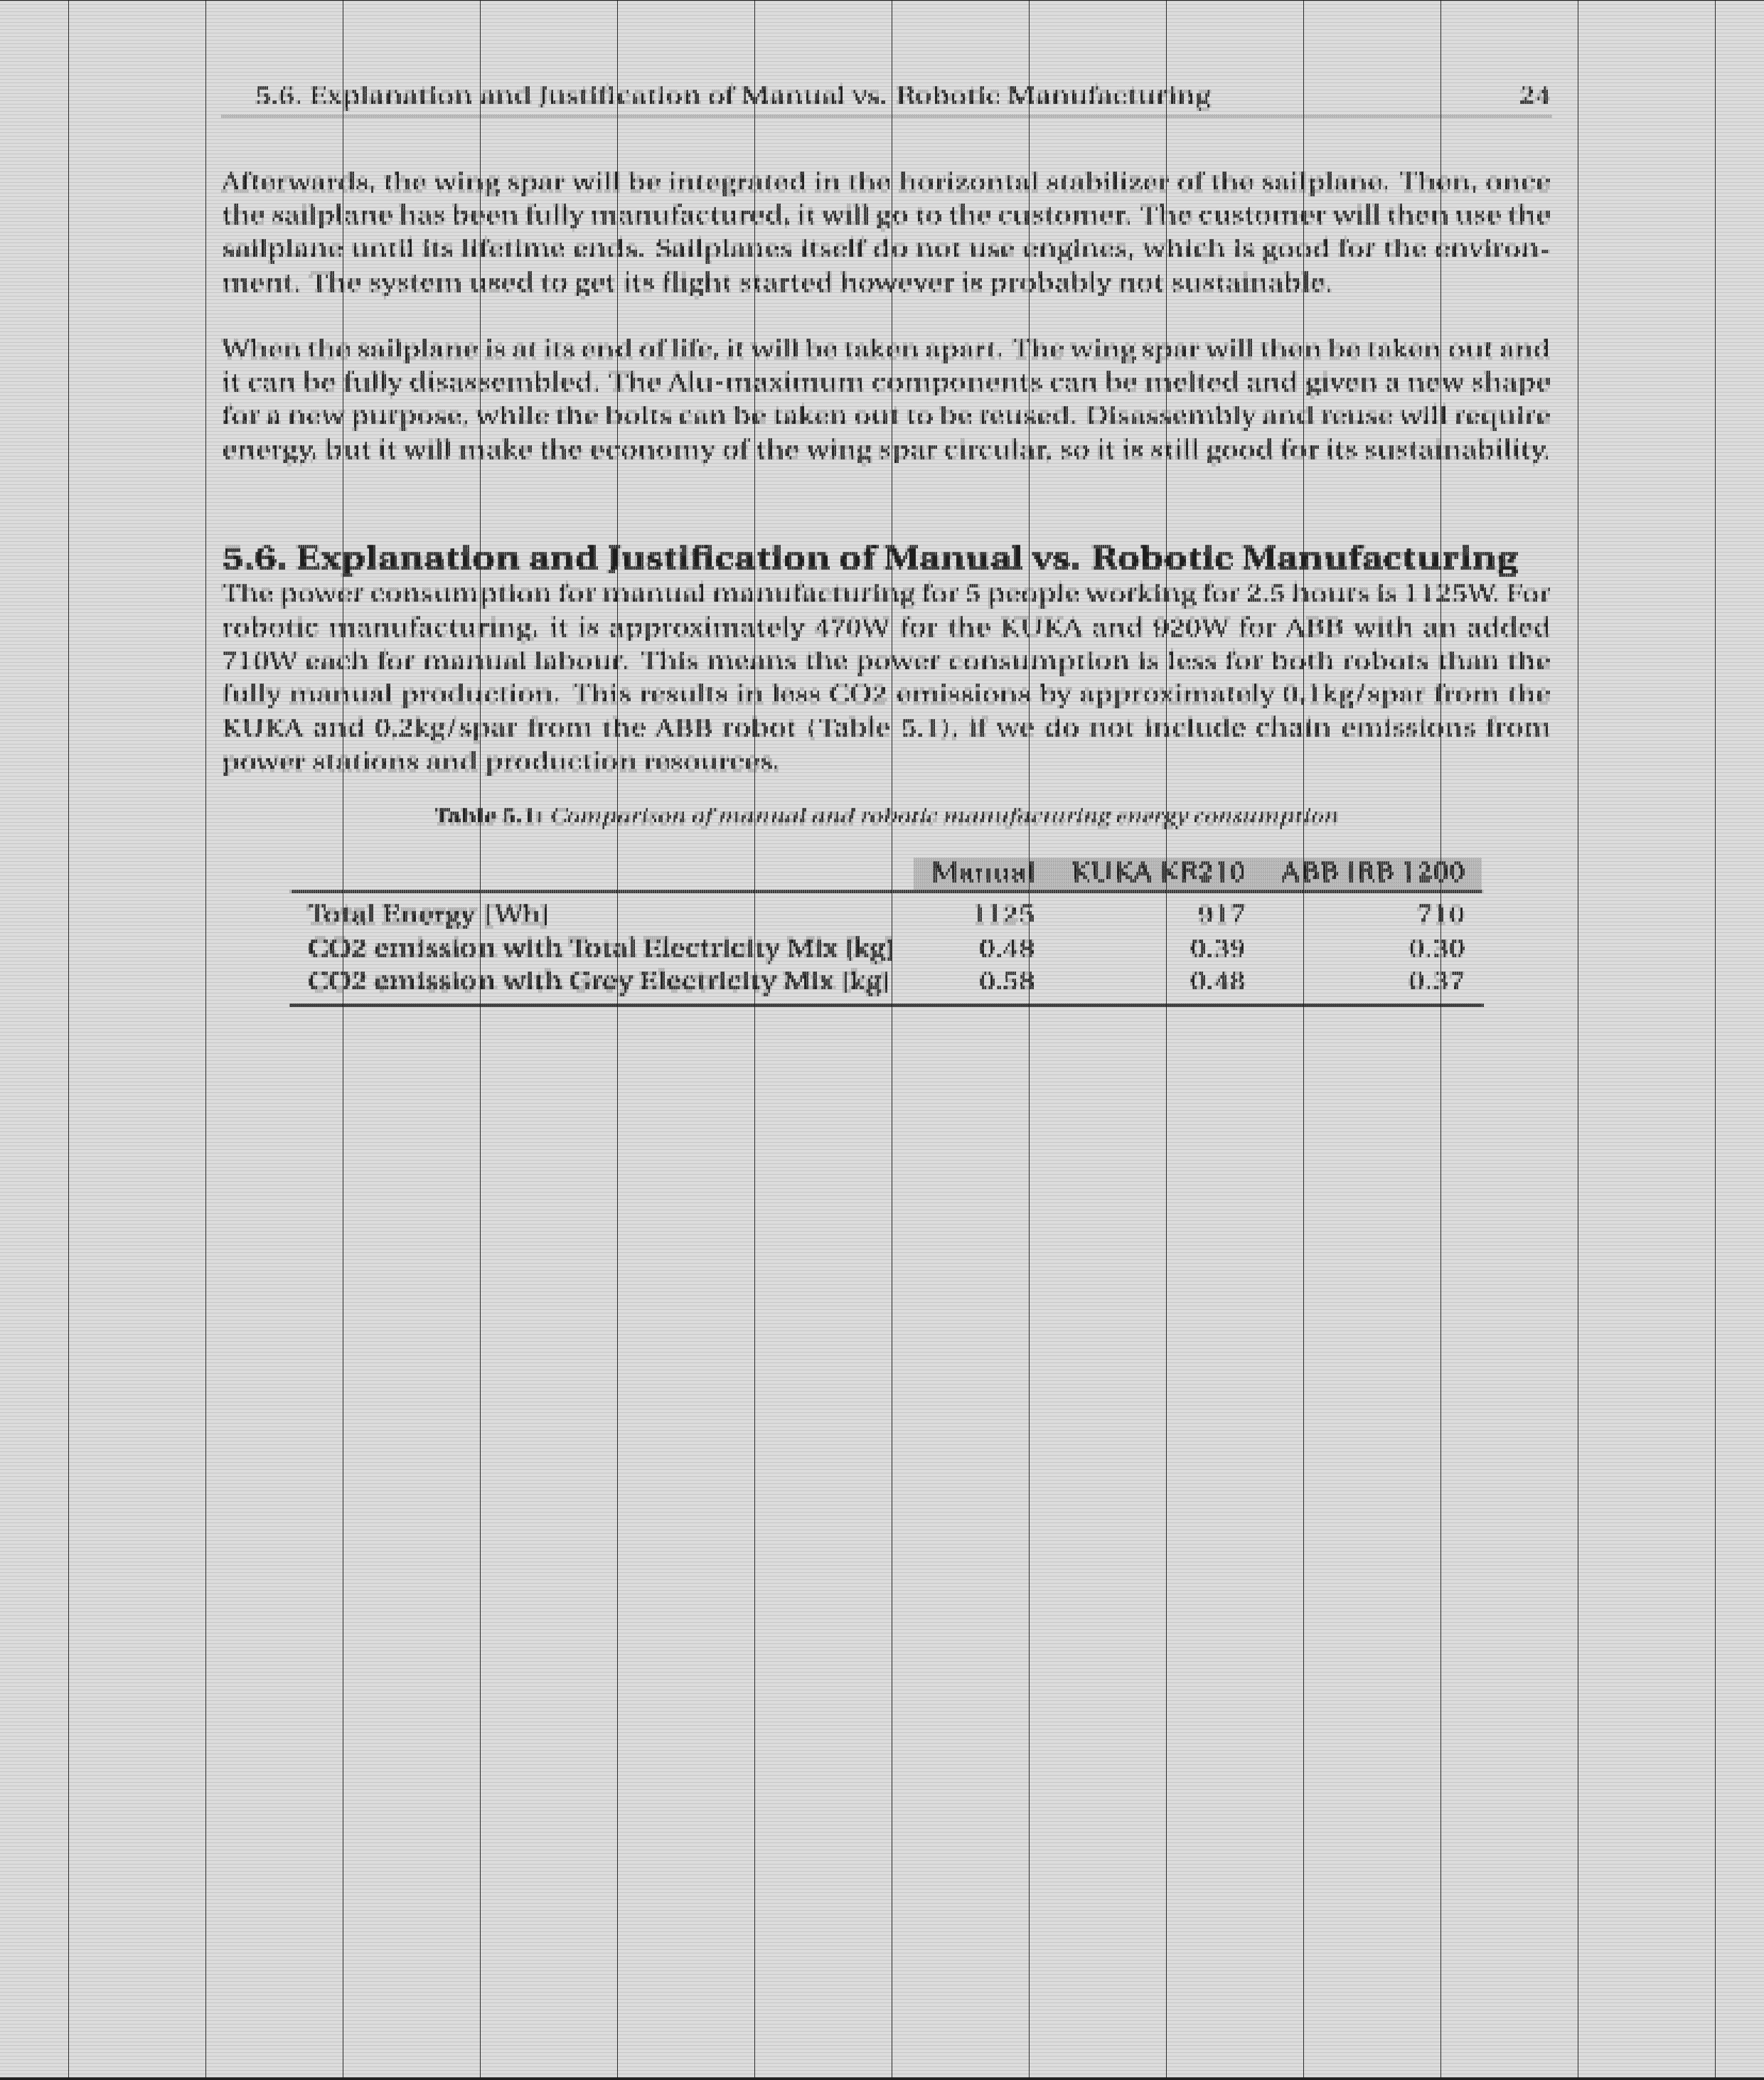 5.6. Explanation and Justification of Manual vs. Robotic Manufacturing 24
Afterwards, the wing spar will be integrated in the horizontal stabilizer of the sailplane. Then, once
the sailplane has been fully manufactured, it will go to the customer. The customer will then use the
sailplane until its lifetime ends. Sailplanes itself do not use engines, which is good for the environ-
ment. The system used to get its flight started however is probably not sustainable.
When the sailplane is at its end of life, it will be taken apart. The wing spar will then be taken out and
it can be fully disassembled. The Alu-maximum components can be melted and given a new shape
for a new purpose, while the bolts can be taken out to be reused. Disassembly and reuse will require
energy, but it will make the economy of the wing spar circular, so it is still good for its sustainability.
5.6. Explanation and Justification of Manual vs. Robotic Manufacturing
The power consumption for manual manufacturing for 5 people working for 2.5 hours is 1125W. For
robotic manufacturing, it is approximately 470W for the KUKA and 920W for ABB with an added
710W each for manual labour. This means the power consumption is less for both robots than the
fully manual production. This results in less CO2 emissions by approximately 0,1kg/spar from the
KUKA and 0.2kg/spar from the ABB robot (Table 5.1), if we do not include chain emissions from
power stations and production resources.
Table 5.1: Comparison of manual and robotic manufacturing energy consumption
Manual KUKA KR210 ABB IRB 1200
Total Energy [Wh] 1125 917 710
CO2 emission with Total Electricity Mix [kg] 0.48 0.39 0.30
CO2 emission with Grey Electricity Mix [kg] 0.58 0.48 0.37